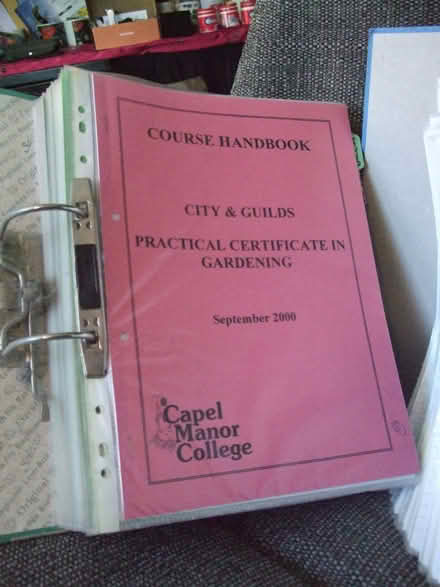 COURSE HANDBOOK
CITY & GUILDS
PRACTICAL CERTIFICATE IN
GARDENING
September 2000
Capel
Manor
College